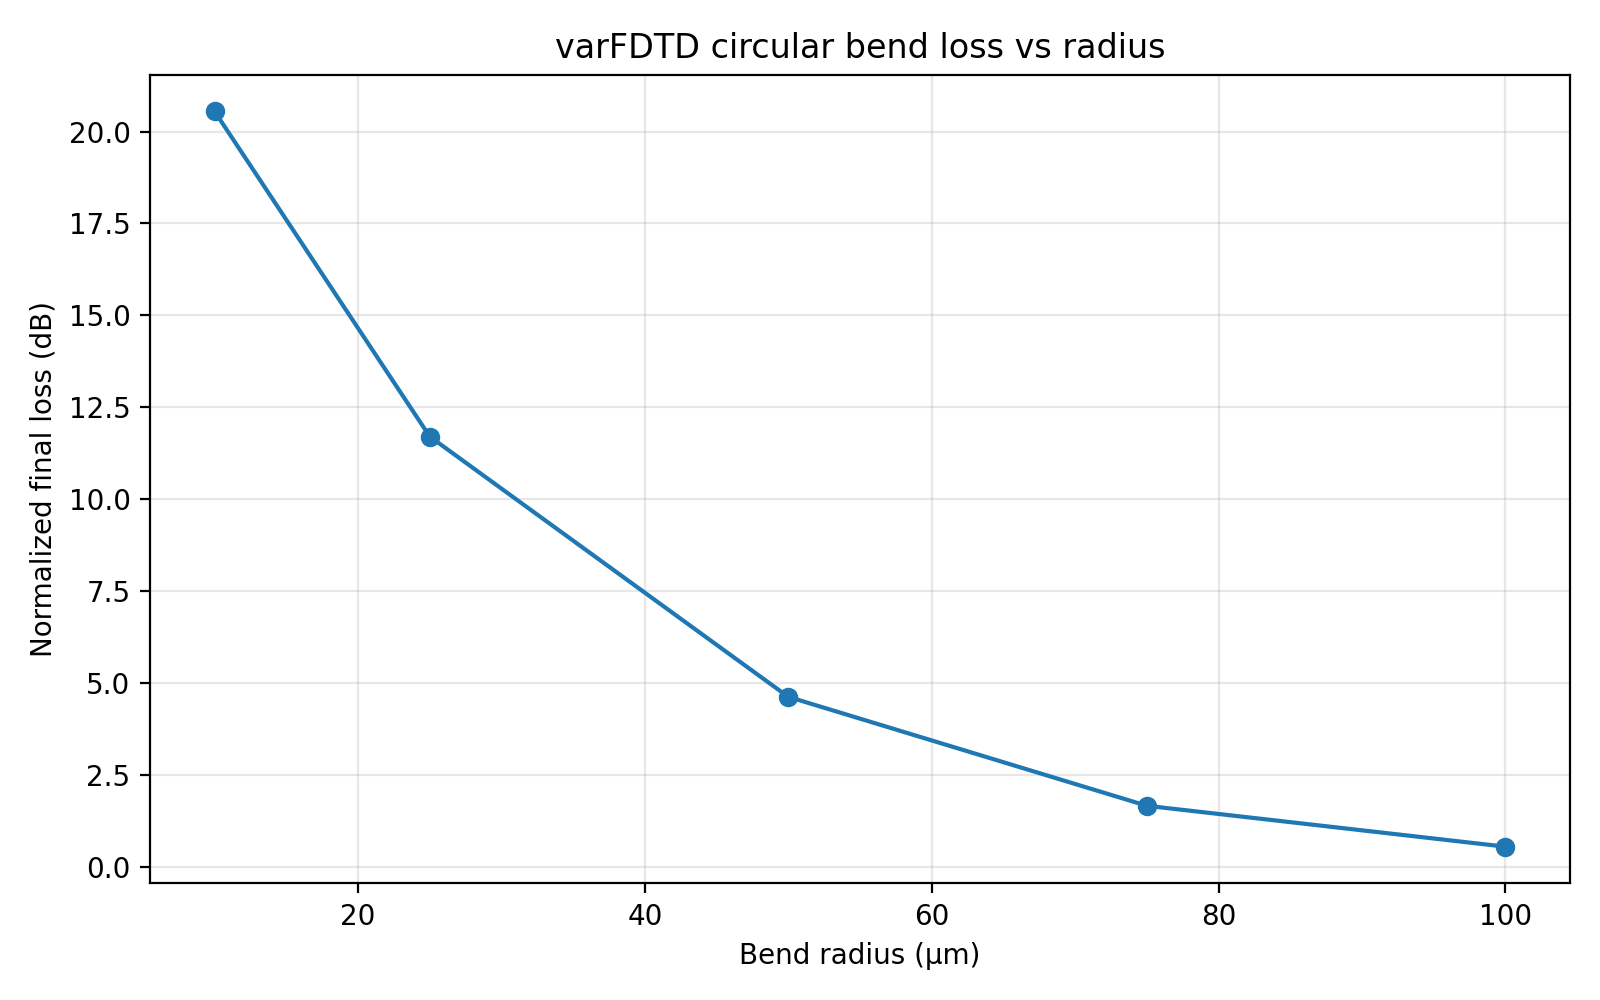 varFDTD circular bend loss vs radius
Normalized final loss (dB)
20.0
17.5
15.0
12.5
10.0
7.5
5.0
2.5
0.0
20 40 60 80 100
Bend radius (µm)